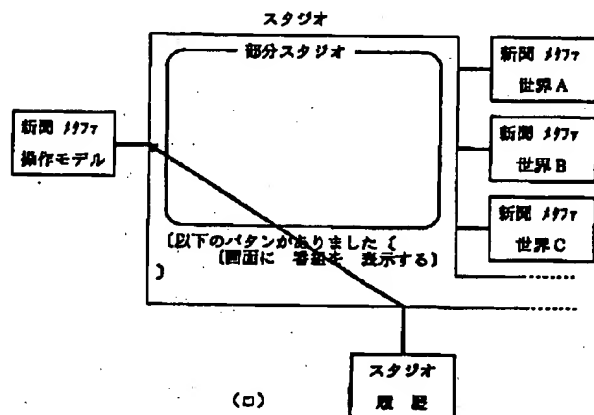 スタジオ
部分スタジオ
新聞 メタファ
操作モデル
新聞 メタファ
世界A
新聞 メタファ
世界B
新聞 メタファ
世界C
〔以下のパタンがありました{
〔画面に 番組を 表示する〕
}
スタジオ
履歴
(ロ)